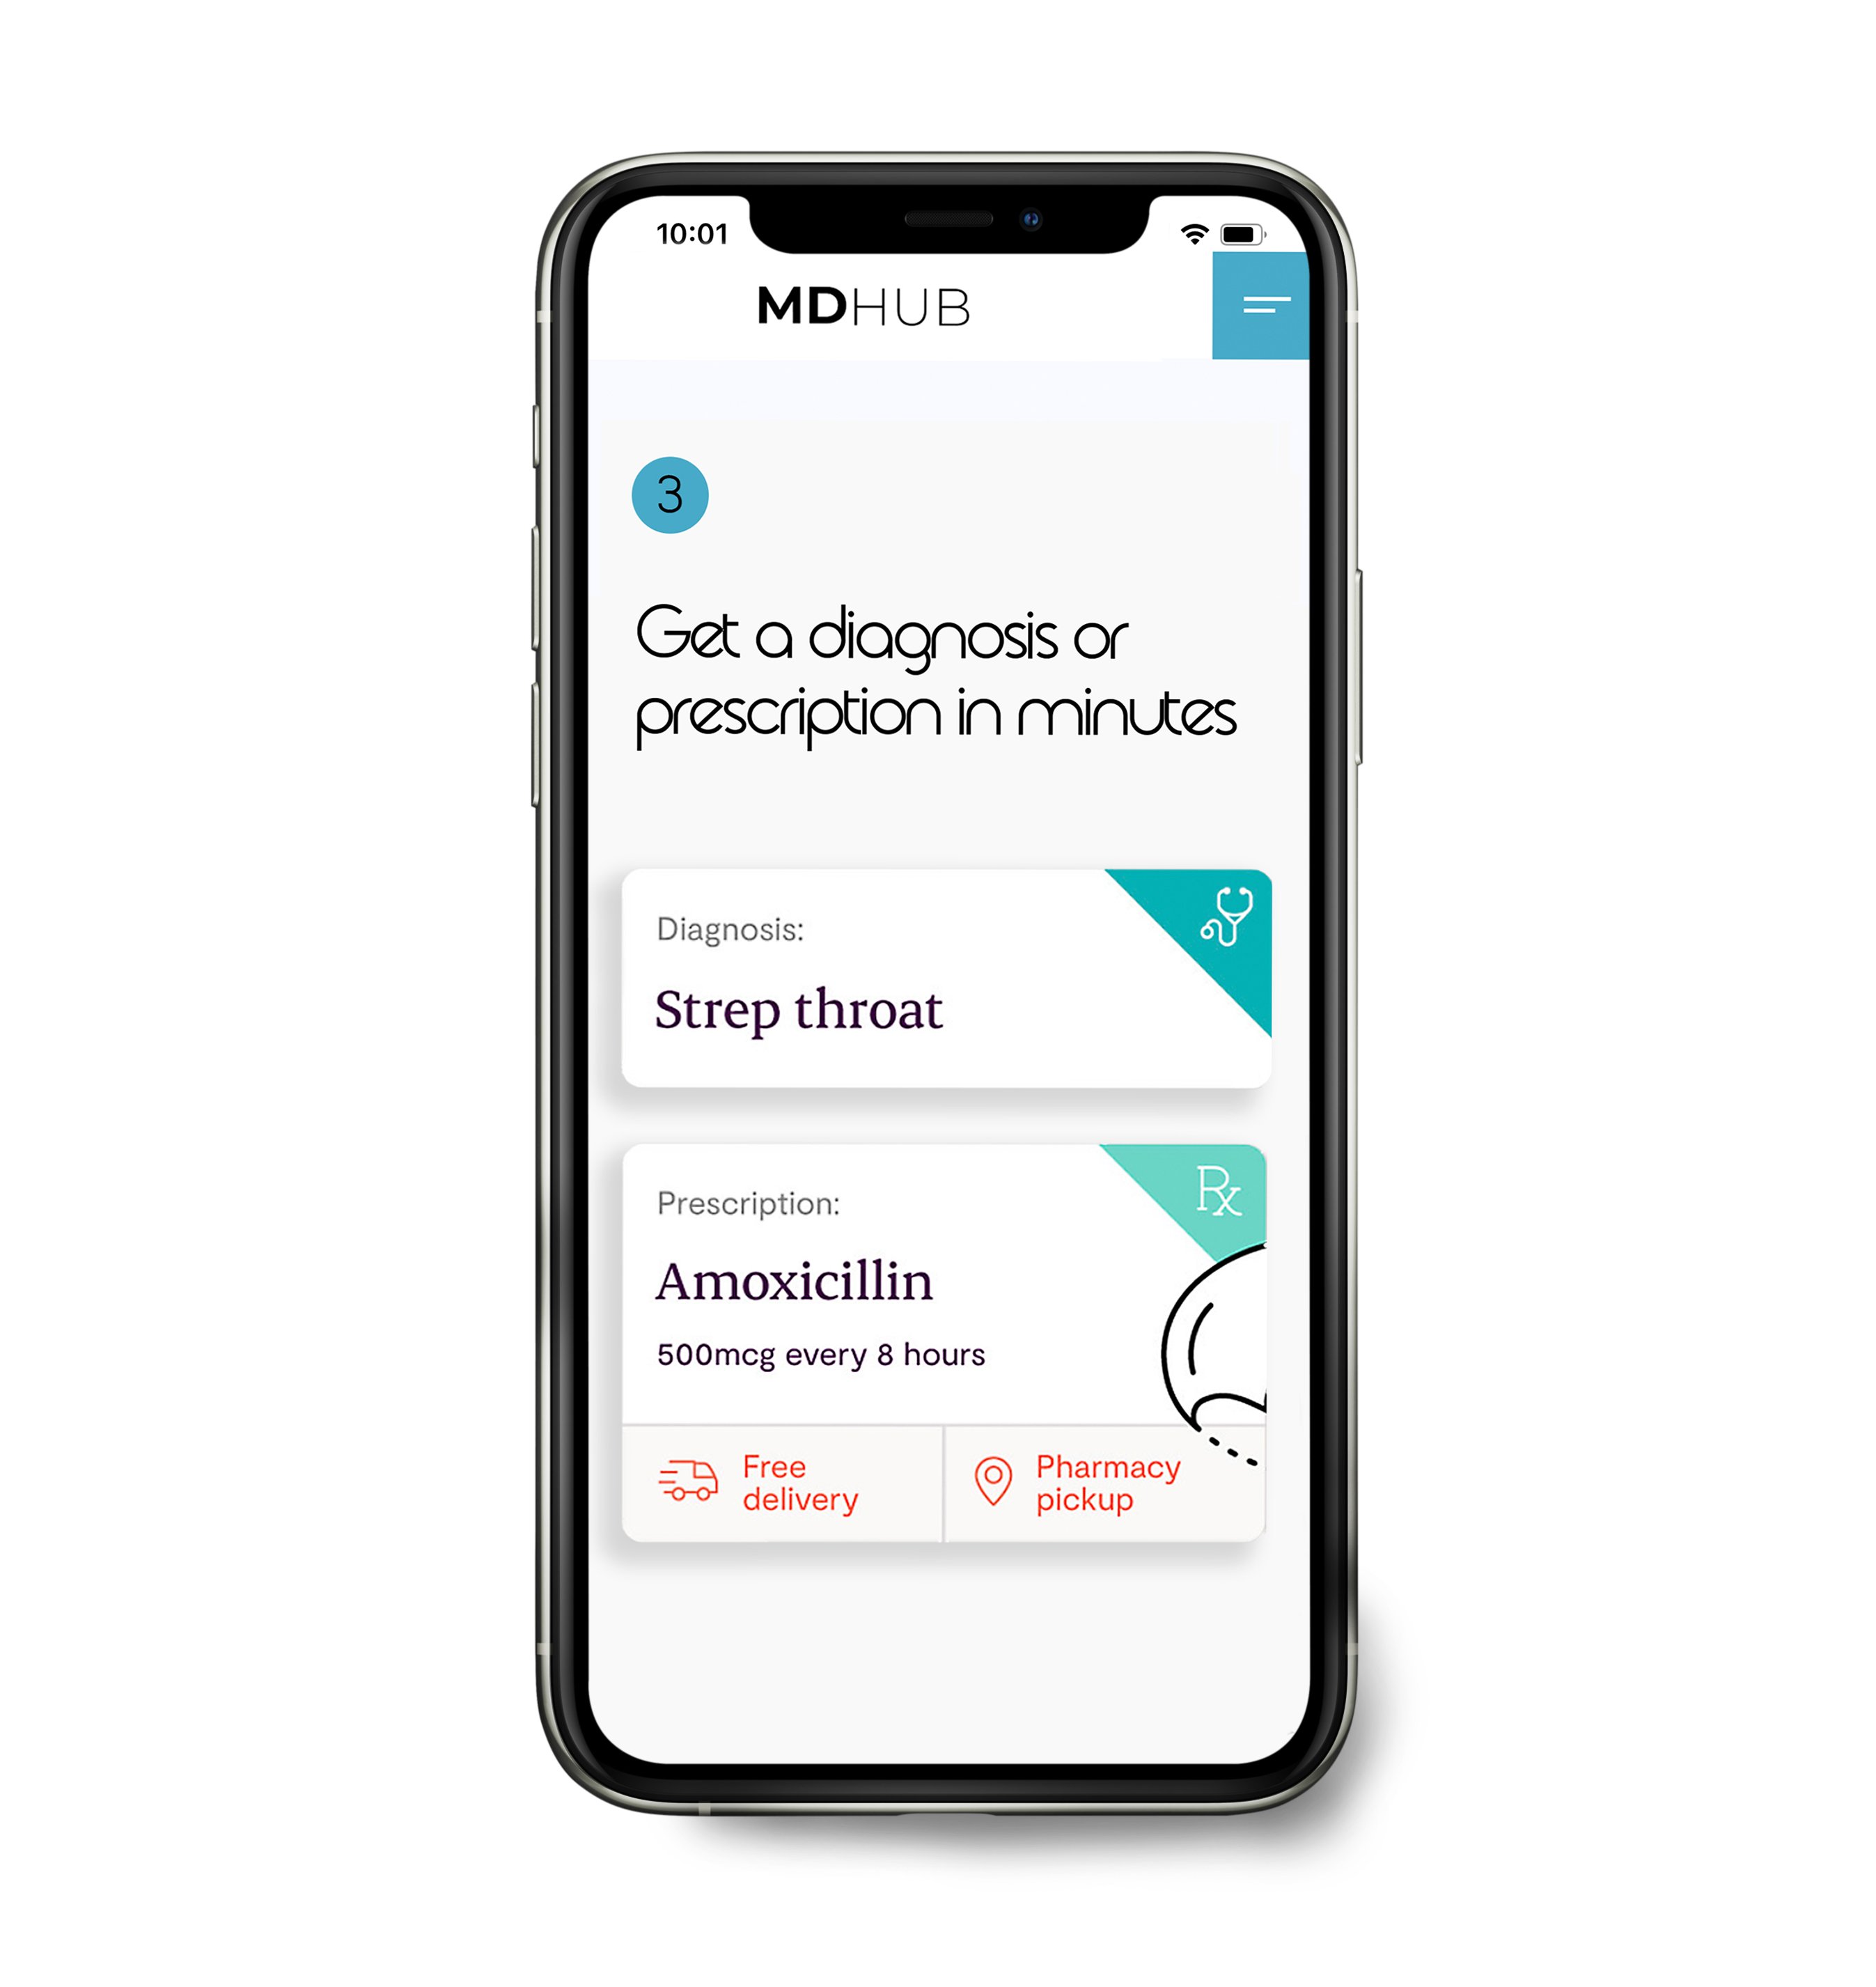 10:01
MDHUB
3
Get a diagnosis or
prescription in minutes
Diagnosis:
Strep throat
Rx
Prescription:
Amoxicillin
500mcg every 8 hours
Free
delivery
Pharmacy
pickup